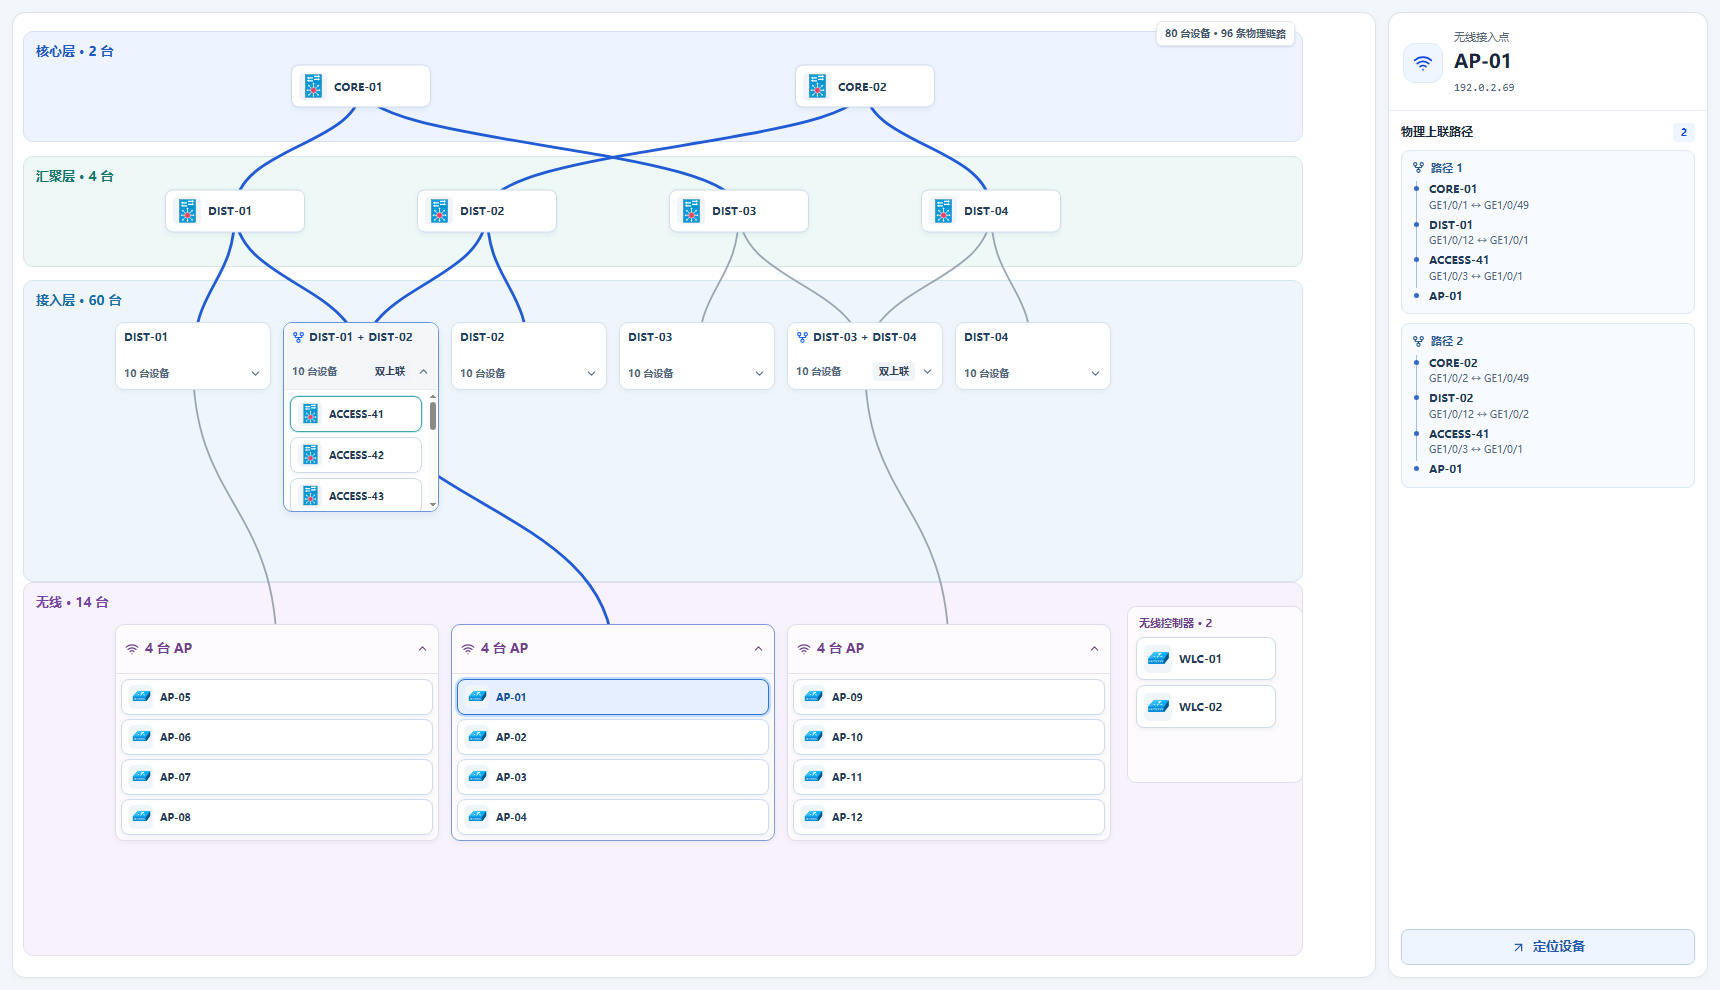 80 台设备 • 96 条物理链路
核心层 • 2 台
CORE-01
CORE-02
汇聚层 • 4 台
DIST-01
DIST-02
DIST-03
DIST-04
接入层 • 60 台
DIST-01
10 台设备
DIST-01 + DIST-02
10 台设备 双上联
ACCESS-41
ACCESS-42
ACCESS-43
DIST-02
10 台设备
DIST-03
10 台设备
DIST-03 + DIST-04
10 台设备 双上联
DIST-04
10 台设备
无线 • 14 台
4 台 AP
AP-05
AP-06
AP-07
AP-08
4 台 AP
AP-01
AP-02
AP-03
AP-04
4 台 AP
AP-09
AP-10
AP-11
AP-12
无线控制器 • 2
WLC-01
WLC-02
无线接入点
AP-01
192.0.2.69
物理上联路径 2
路径 1
CORE-01
GE1/0/1 ↔ GE1/0/49
DIST-01
GE1/0/12 ↔ GE1/0/1
ACCESS-41
GE1/0/3 ↔ GE1/0/1
AP-01
路径 2
CORE-02
GE1/0/2 ↔ GE1/0/49
DIST-02
GE1/0/12 ↔ GE1/0/2
ACCESS-41
GE1/0/3 ↔ GE1/0/1
AP-01
定位设备